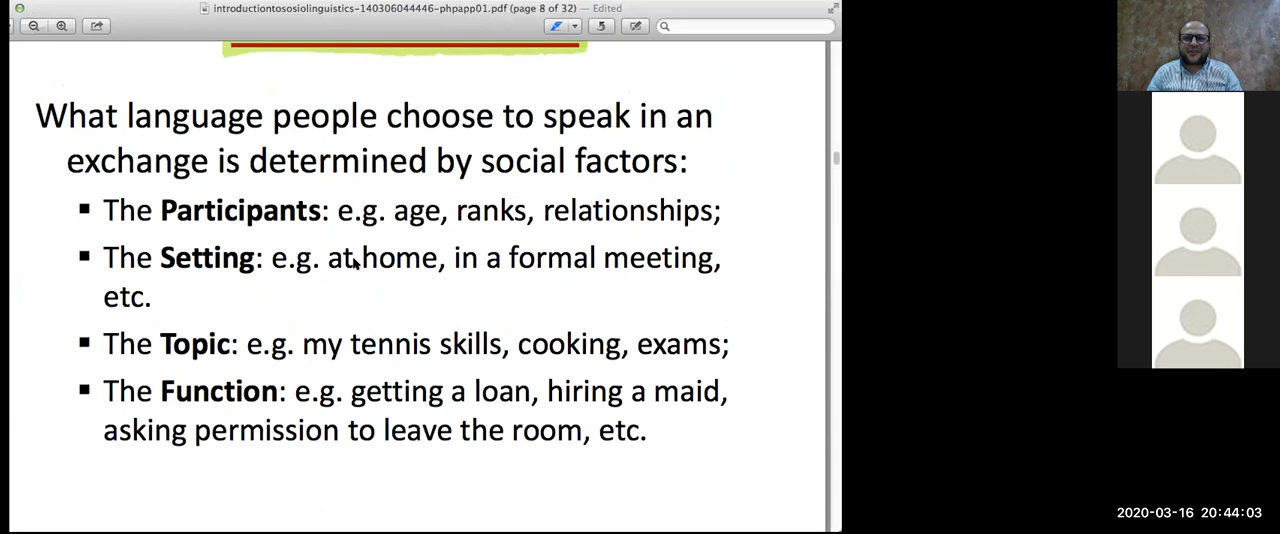 introductiontososiolinguistics-140306044446-phpapp01.pdf (page 8 of 32) — Edited
What language people choose to speak in an
exchange is determined by social factors:
▪ The Participants: e.g. age, ranks, relationships;
▪ The Setting: e.g. at home, in a formal meeting,
etc.
▪ The Topic: e.g. my tennis skills, cooking, exams;
▪ The Function: e.g. getting a loan, hiring a maid,
asking permission to leave the room, etc.
2020-03-16 20:44:03